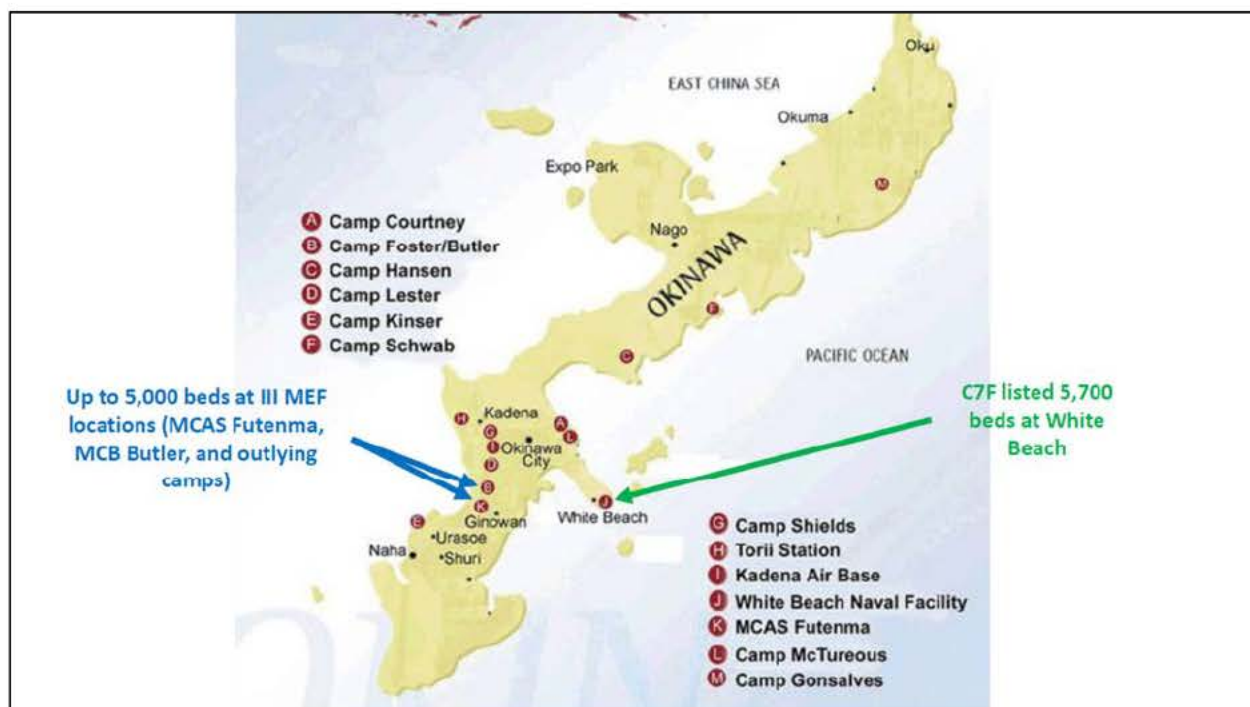 Oku
EAST CHINA SEA
Okuma
Expo Park
M
A Camp Courtney
B Camp Foster/Butler
C Camp Hansen
D Camp Lester
E Camp Kinser
F Camp Schwab
Nago
OKINAWA
F
C
PACIFIC OCEAN
Up to 5,000 beds at III MEF
locations (MCAS Futenma,
MCB Butler, and outlying
camps)
C7F listed 5,700
beds at White
Beach
H
Kadena
A
G
L
I
Okinawa
City
D
B
K
Ginowan
J
White Beach
E
Urasoe
Naha
Shuri
G Camp Shields
H Torii Station
I Kadena Air Base
J White Beach Naval Facility
K MCAS Futenma
L Camp McTureous
M Camp Gonsalves